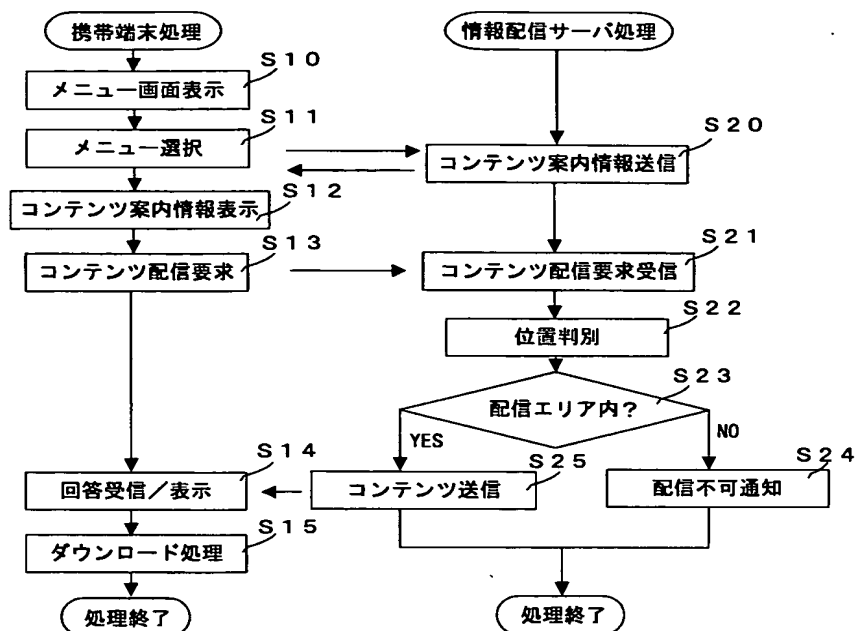 携帯端末処理
情報配信サーバ処理
S10
メニュー画面表示
S11
メニュー選択
S20
コンテンツ案内情報送信
S12
コンテンツ案内情報表示
S13
コンテンツ配信要求
S21
コンテンツ配信要求受信
S22
位置判別
S23
配信エリア内?
YES
NO
S14
回答受信/表示
S25
コンテンツ送信
S24
配信不可通知
S15
ダウンロード処理
処理終了
処理終了